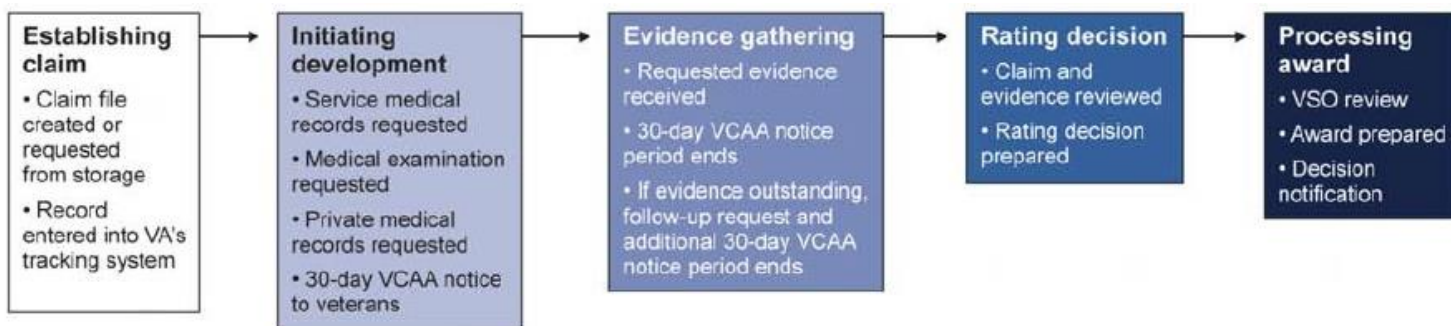 Establishing
claim
• Claim file
created or
requested
from storage
• Record
entered into VA's
tracking system
Initiating
development
• Service medical
records requested
• Medical examination
requested
• Private medical
records requested
• 30-day VCAA notice
to veterans
Evidence gathering
• Requested evidence
received
• 30-day VCAA notice
period ends
• If evidence outstanding,
follow-up request and
additional 30-day VCAA
notice period ends
Rating decision
• Claim and
evidence reviewed
• Rating decision
prepared
Processing
award
• VSO review
• Award prepared
• Decision
notification